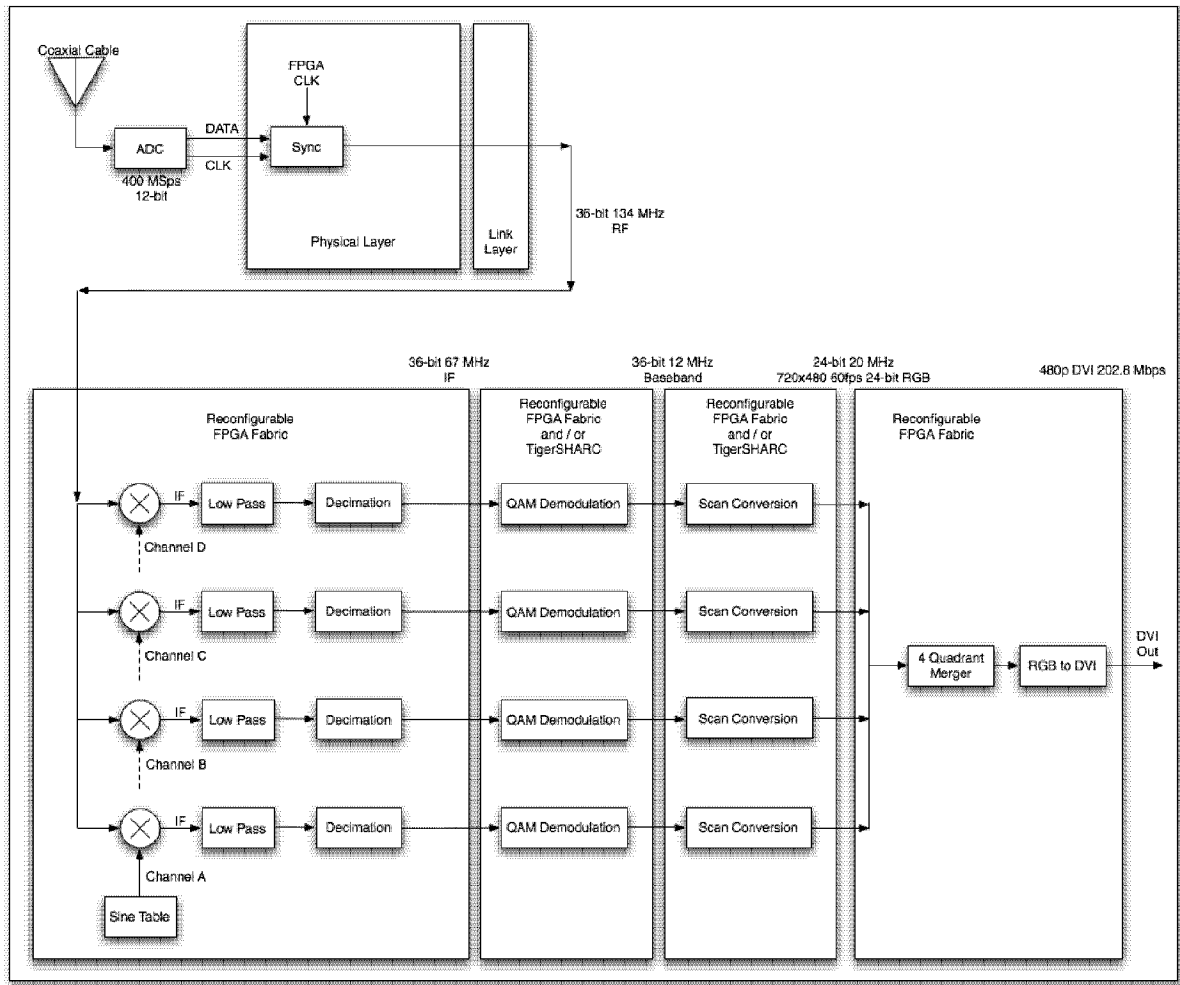 Coaxial Cable
FPGA
CLK
DATA
ADC
Sync
CLK
400 MSps
12-bit
36-bit 134 MHz
RF
Physical Layer
Link
Layer
36-bit 67 MHz
IF
36-bit 12 MHz
Baseband
24-bit 20 MHz
720x480 60fps 24-bit RGB
480p DVI 202.8 Mbps
Reconfigurable
FPGA Fabric
Reconfigurable
FPGA Fabric
and / or
TigerSHARC
Reconfigurable
FPGA Fabric
and / or
TigerSHARC
Reconfigurable
FPGA Fabric
IF
Low Pass
Decimation
QAM Demodulation
Scan Conversion
Channel D
IF
Low Pass
Decimation
QAM Demodulation
Scan Conversion
Channel C
4 Quadrant
Merger
RGB to DVI
DVI
Out
IF
Low Pass
Decimation
QAM Demodulation
Scan Conversion
Channel B
IF
Low Pass
Decimation
QAM Demodulation
Scan Conversion
Channel A
Sine Table